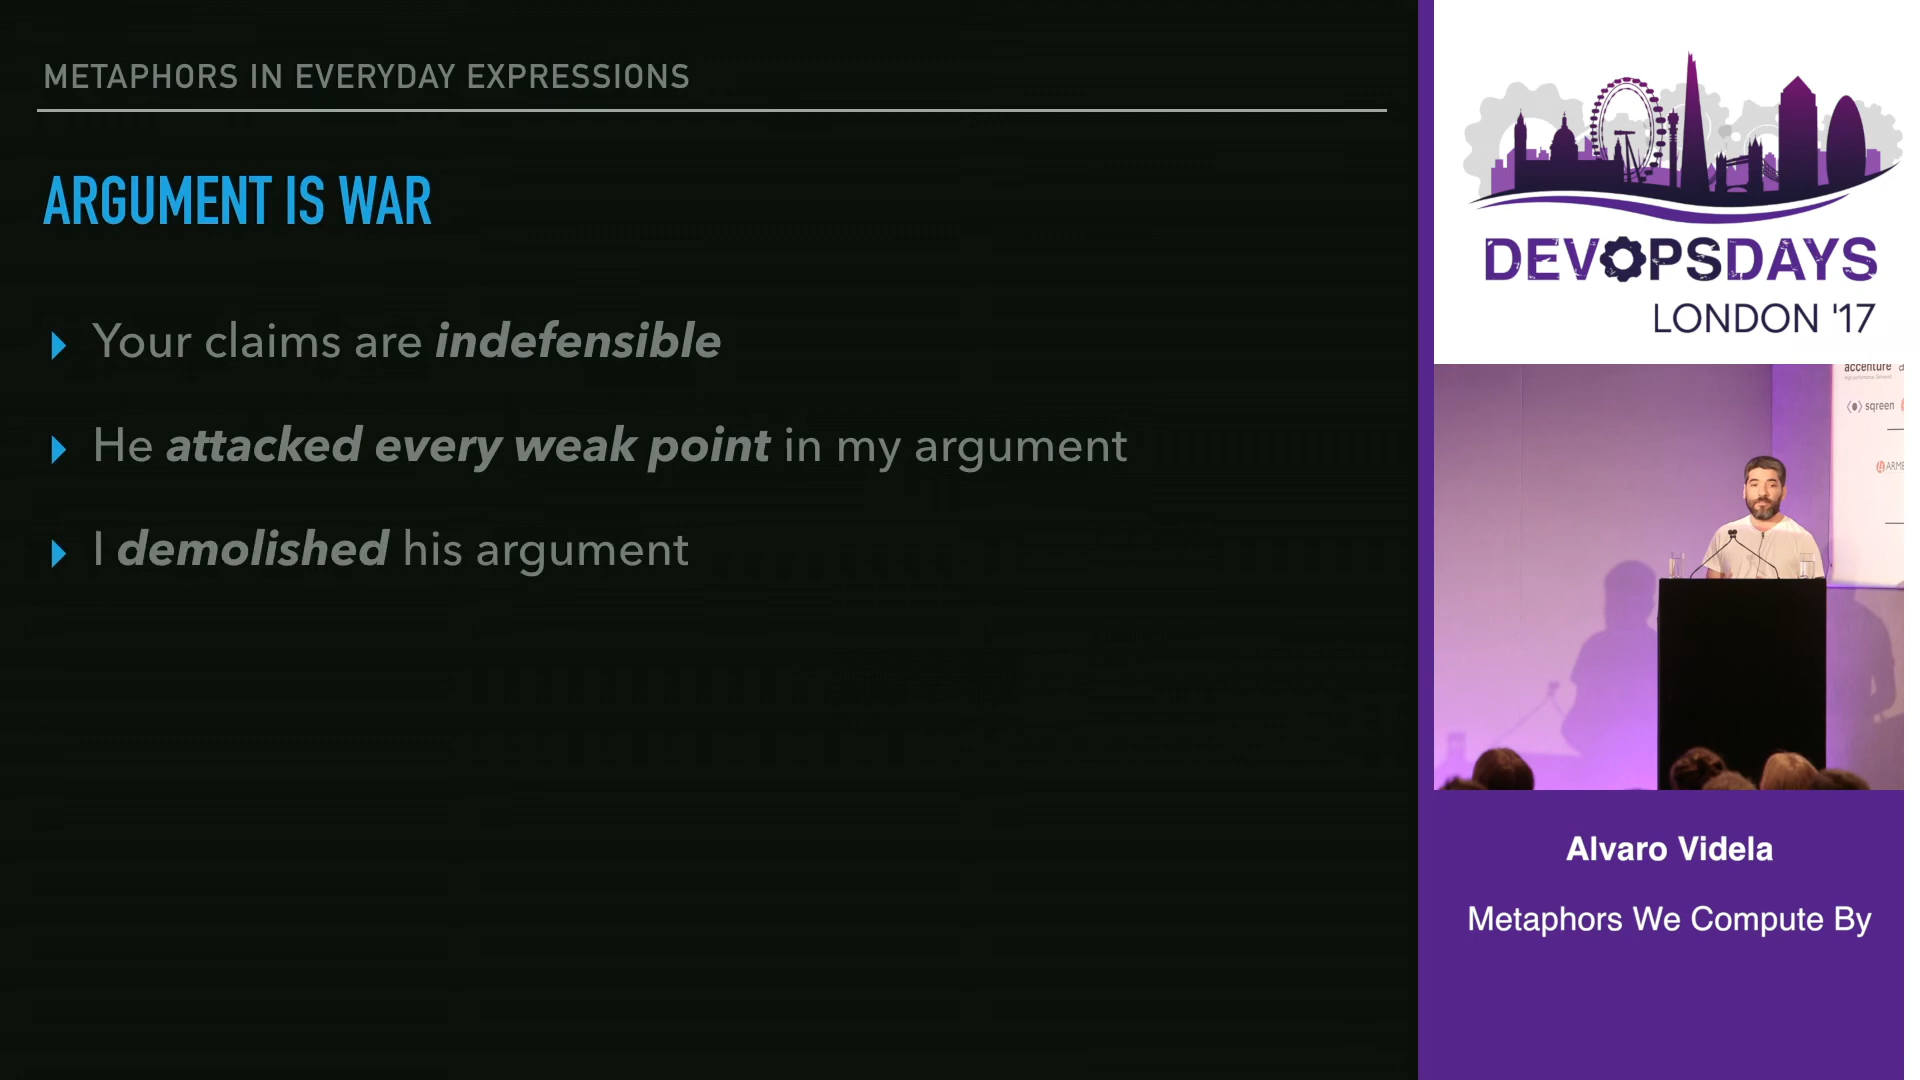 METAPHORS IN EVERYDAY EXPRESSIONS
ARGUMENT IS WAR
Your claims are indefensible
He attacked every weak point in my argument
I demolished his argument
DEVOPSDAYS
LONDON '17
accenture
sqreen
Alvaro Videla
Metaphors We Compute By